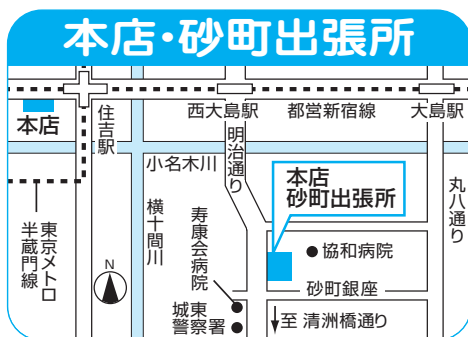 本店・砂町出張所
本店
住吉駅
西大島駅
都営新宿線
大島駅
明治通り
小名木川
丸八通り
本店
砂町出張所
東京メトロ
半蔵門線
横十間川
寿康会病院
協和病院
N
砂町銀座
城東
警察署
至 清洲橋通り